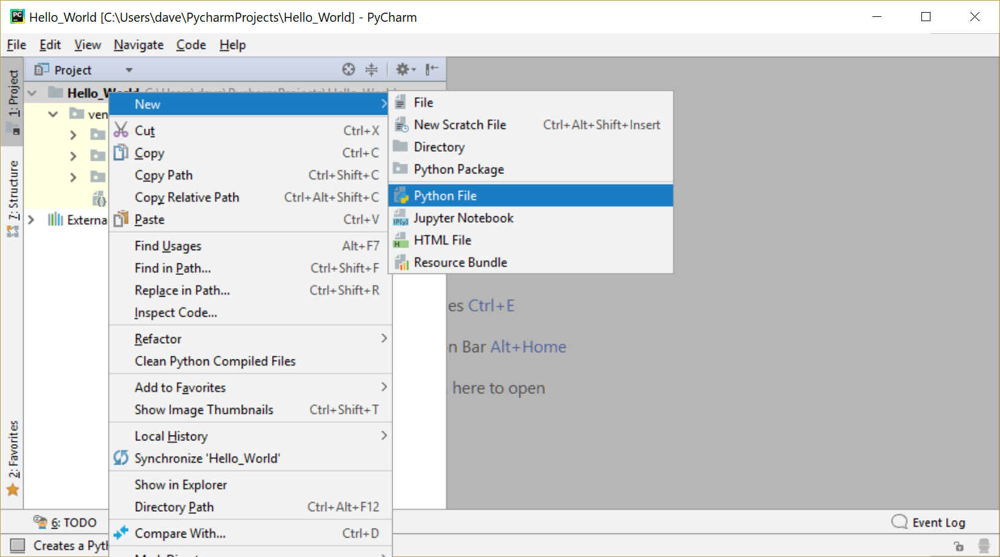 Hello_World [C:\Users\dave\PycharmProjects\Hello_World] - PyCharm
File Edit View Navigate Code Help
1: Project
7: Structure
2: Favorites
Project
Hello_World C:\Users\dave\PycharmProjects\Hello_World
ven
Externa
New
Cut Ctrl+X
Copy Ctrl+C
Copy Path Ctrl+Shift+C
Copy Relative Path Ctrl+Alt+Shift+C
Paste Ctrl+V
Find Usages Alt+F7
Find in Path... Ctrl+Shift+F
Replace in Path... Ctrl+Shift+R
Inspect Code...
Refactor
Clean Python Compiled Files
Add to Favorites
Show Image Thumbnails Ctrl+Shift+T
Local History
Synchronize 'Hello_World'
Show in Explorer
Directory Path Ctrl+Alt+F12
Compare With... Ctrl+D
File
New Scratch File Ctrl+Alt+Shift+Insert
Directory
Python Package
Python File
Jupyter Notebook
HTML File
Resource Bundle
es Ctrl+E
n Bar Alt+Home
here to open
6: TODO
Event Log
Creates a Pyth